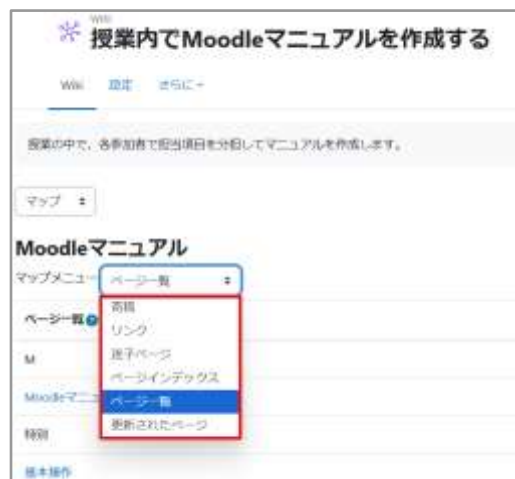 Wiki
授業内でMoodleマニュアルを作成する
Wiki 設定 さらに
授業の中で、各参加者で担当項目を分担してマニュアルを作成します。
マップ
Moodleマニュアル
マップメニュー ページ一覧
ページ一覧
寄稿
リンク
迷子ページ
ページインデックス
ページ一覧
更新されたページ
M
Moodleマニュ
特別
基本操作